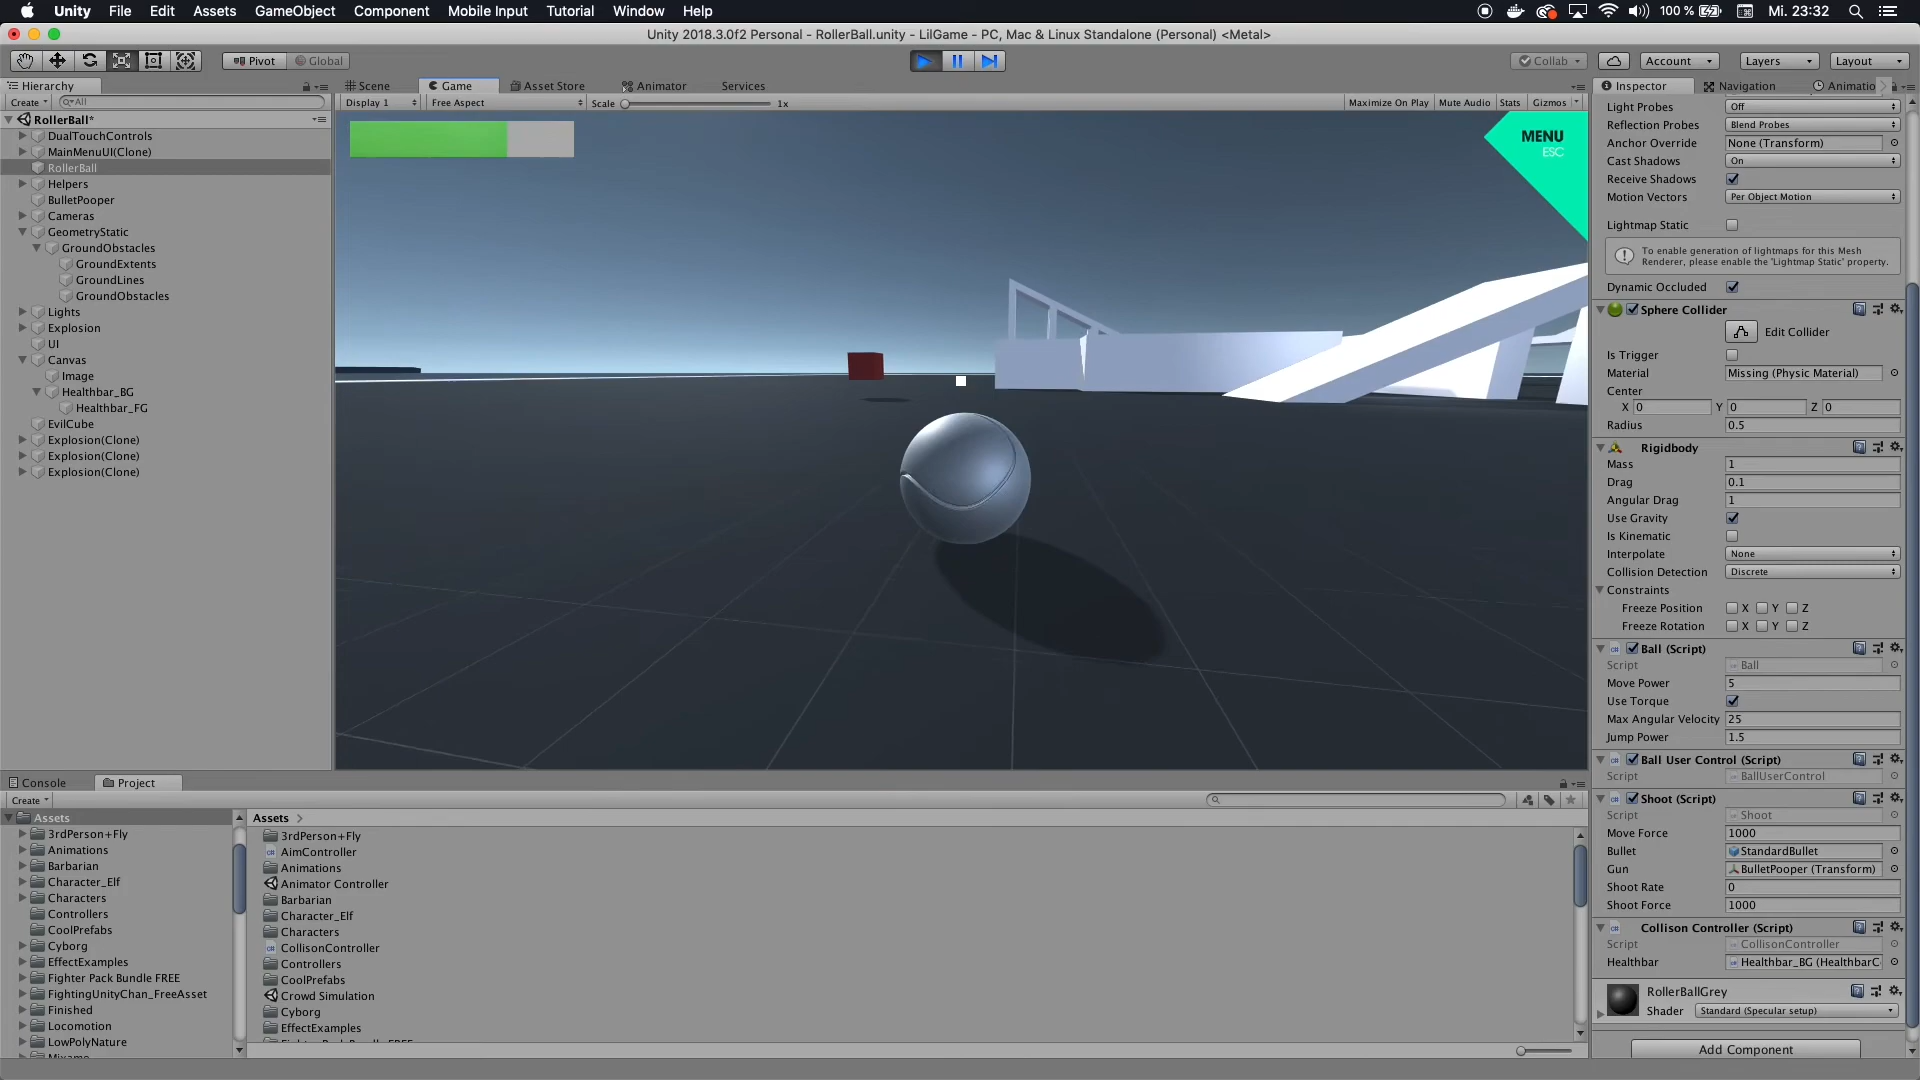 Unity File Edit Assets GameObject Component Mobile Input Tutorial Window Help 100 % Mi. 23:32
Unity 2018.3.0f2 Personal - RollerBall.unity - LilGame - PC, Mac & Linux Standalone (Personal) <Metal>
Pivot Global Collab Account Layers Layout
Hierarchy
Create All
RollerBall*
DualTouchControls
MainMenuUI(Clone)
RollerBall
Helpers
BulletPooper
Cameras
GeometryStatic
GroundObstacles
GroundExtents
GroundLines
GroundObstacles
Lights
Explosion
UI
Canvas
Image
Healthbar_BG
Healthbar_FG
EvilCube
Explosion(Clone)
Explosion(Clone)
Explosion(Clone)
Scene Game Asset Store Animator Services
Display 1 Free Aspect Scale 1x Maximize On Play Mute Audio Stats Gizmos
MENU
ESC
Console Project
Create
Assets
3rdPerson+Fly
Animations
Barbarian
Character_Elf
Characters
Controllers
CoolPrefabs
Cyborg
EffectExamples
Fighter Pack Bundle FREE
FightingUnityChan_FreeAsset
Finished
Locomotion
LowPolyNature
Assets
3rdPerson+Fly
AimController
Animations
Animator Controller
Barbarian
Character_Elf
Characters
CollisonController
Controllers
CoolPrefabs
Crowd Simulation
Cyborg
EffectExamples
Inspector Navigation Animatio
Light Probes Off
Reflection Probes Blend Probes
Anchor Override None (Transform)
Cast Shadows On
Receive Shadows
Motion Vectors Per Object Motion
Lightmap Static
To enable generation of lightmaps for this Mesh
Renderer, please enable the 'Lightmap Static' property.
Dynamic Occluded
Sphere Collider
Edit Collider
Is Trigger
Material Missing (Physic Material)
Center
X 0 Y 0 Z 0
Radius 0.5
Rigidbody
Mass 1
Drag 0.1
Angular Drag 1
Use Gravity
Is Kinematic
Interpolate None
Collision Detection Discrete
Constraints
Freeze Position X Y Z
Freeze Rotation X Y Z
Ball (Script)
Script Ball
Move Power 5
Use Torque
Max Angular Velocity 25
Jump Power 1.5
Ball User Control (Script)
Script BallUserControl
Shoot (Script)
Script Shoot
Move Force 1000
Bullet StandardBullet
Gun BulletPooper (Transform)
Shoot Rate 0
Shoot Force 1000
Collison Controller (Script)
Script CollisonController
Healthbar Healthbar_BG (HealthbarC
RollerBallGrey
Shader Standard (Specular setup)
Add Component